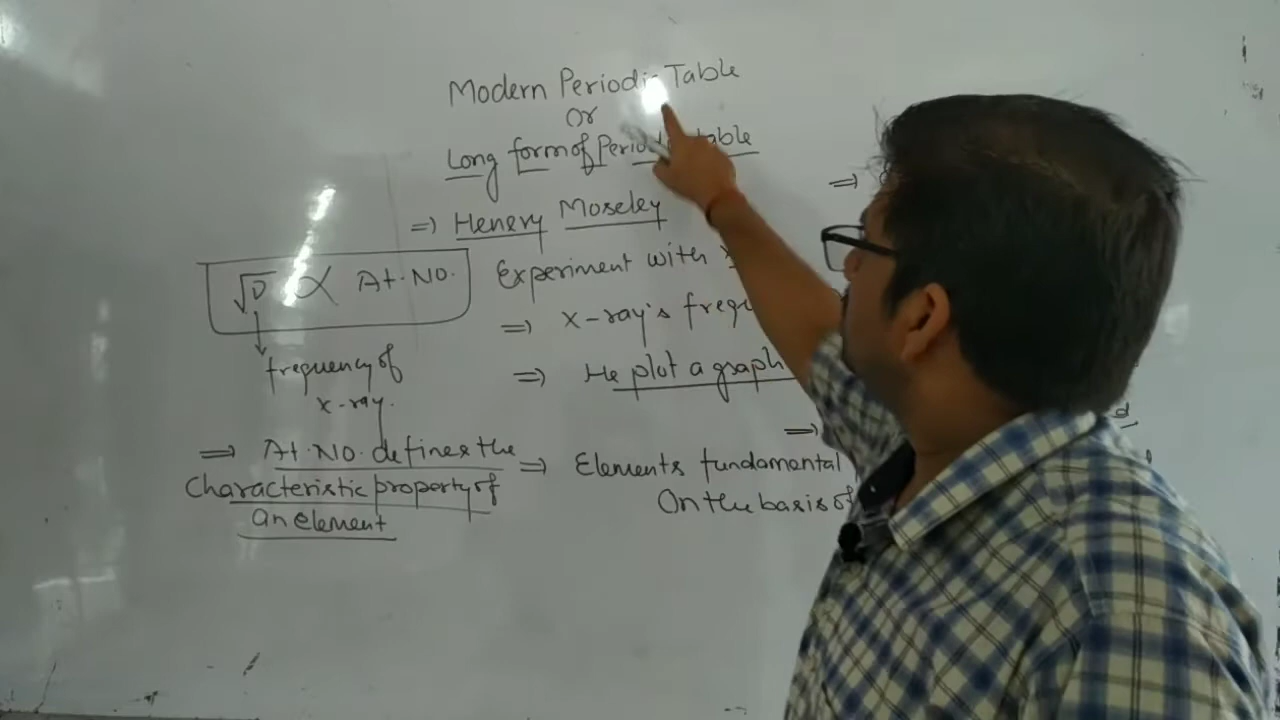 Modern Periodic Table
Or
Long form of Periodic table
⇒ Henery Moseley
√υ ∝ At. NO.
frequency of
x-ray.
Experiment with
⇒ X-ray's
⇒ He plot a graph
⇒
⇒ At. NO. defines the
characteristic property of
an element
⇒ Elements fundamental
On the basis of